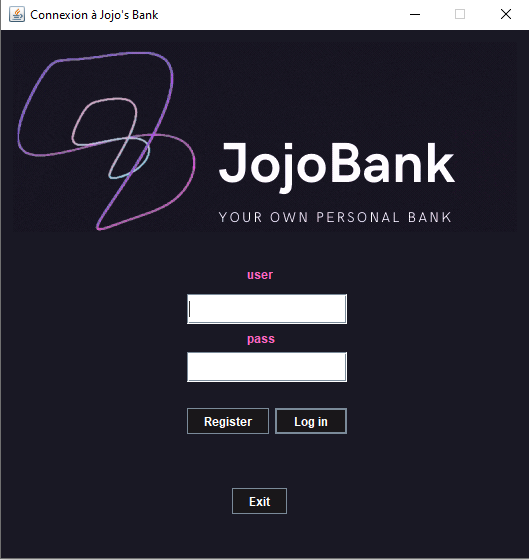 Connexion à Jojo's Bank
JojoBank
YOUR OWN PERSONAL BANK
user
pass
Register Log in
Exit